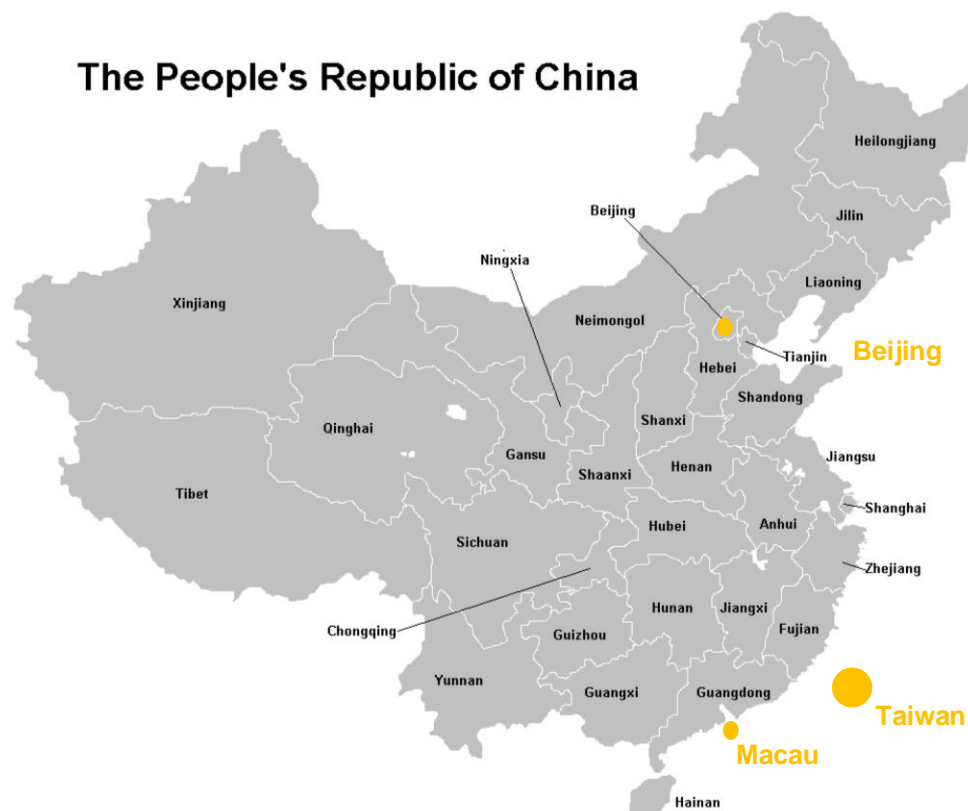 The People's Republic of China
Heilongjiang
Beijing
Jilin
Ningxia
Liaoning
Xinjiang
Neimongol
Beijing
Tianjin
Hebei
Shandong
Shanxi
Qinghai
Gansu
Jiangsu
Henan
Shaanxi
Tibet
Shanghai
Hubei
Anhui
Sichuan
Zhejiang
Hunan
Jiangxi
Chongqing
Guizhou
Fujian
Yunnan
Guangxi
Guangdong
Taiwan
Macau
Hainan